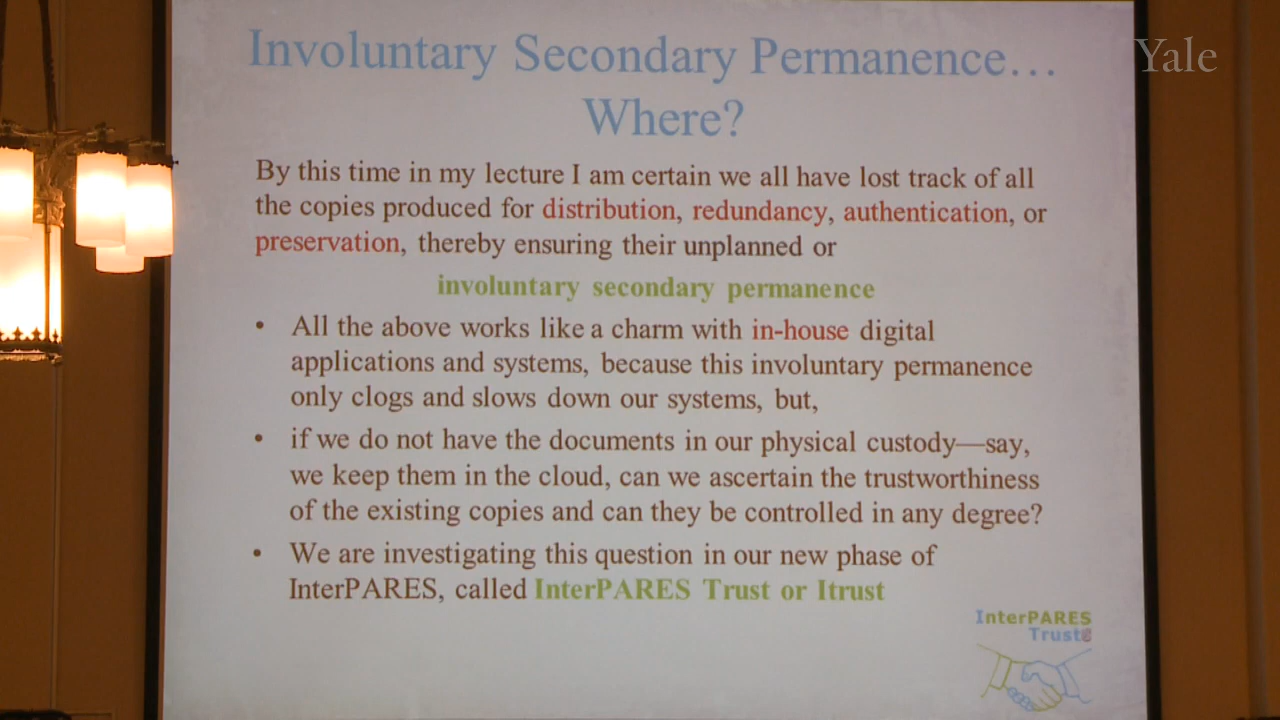 Involuntary Secondary Permanence…
Where?
Yale
By this time in my lecture I am certain we all have lost track of all
the copies produced for distribution, redundancy, authentication, or
preservation, thereby ensuring their unplanned or
involuntary secondary permanence
• All the above works like a charm with in-house digital
applications and systems, because this involuntary permanence
only clogs and slows down our systems, but,
• if we do not have the documents in our physical custody—say,
we keep them in the cloud, can we ascertain the trustworthiness
of the existing copies and can they be controlled in any degree?
• We are investigating this question in our new phase of
InterPARES, called InterPARES Trust or Itrust
InterPARES
Trust